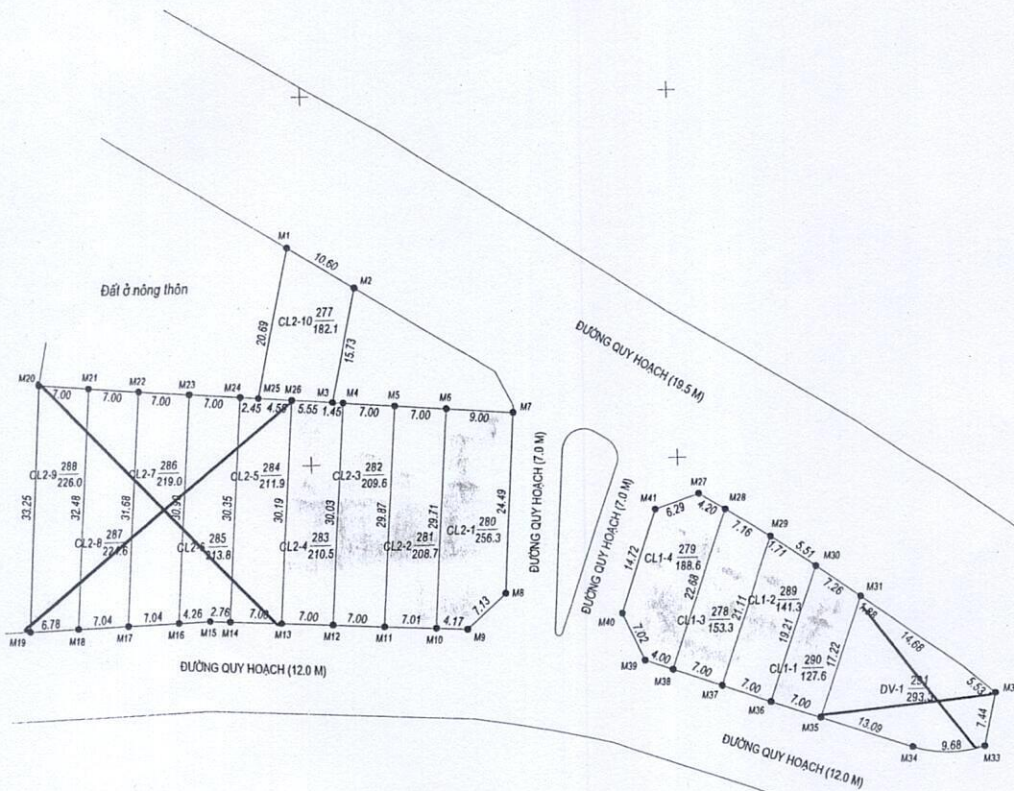 M1
10.60
M2
Đất ở nông thôn
20.69
CL2-10 277
182.1
15.73
ĐƯỜNG QUY HOẠCH (19.5 M)
M20
7.00
M21
7.00
M22
7.00
M23
7.00
M24
2.45
M25
M26
5.55
M3
1.45
M4
7.00
M5
7.00
M6
9.00
M7
33.25
CL2-9 288
226.0
32.48
CL2-8 287
31.68
CL2-7 286
219.0
30.90
285
213.8
30.35
CL2-5 284
211.9
30.19
CL2-4 283
210.5
30.03
CL2-3 282
209.6
29.87
CL2-2 281
208.7
29.71
CL2-1 280
256.3
24.49
ĐƯỜNG QUY HOẠCH (7.0 M)
M8
7.13
M19
6.78
M18
7.04
M17
7.04
M16
4.26
M15
2.76
M14
M13
7.00
M12
7.00
M11
7.01
M10
4.17
M9
ĐƯỜNG QUY HOẠCH (12.0 M)
ĐƯỜNG QUY HOẠCH (7.0 M)
M41
6.29
M27
4.20
M28
7.16
M29
1.71
5.51
M30
7.26
M31
14.68
5.53
14.72
CL1-4 279
188.6
22.68
CL1-3 278
153.3
21.11
CL1-2 289
141.3
19.21
CL1-1 290
127.6
17.22
DV-1
7.44
M40
7.02
M39
4.00
M38
7.00
M37
7.00
M36
7.00
M35
13.09
M34
9.68
M33
ĐƯỜNG QUY HOẠCH (12.0 M)